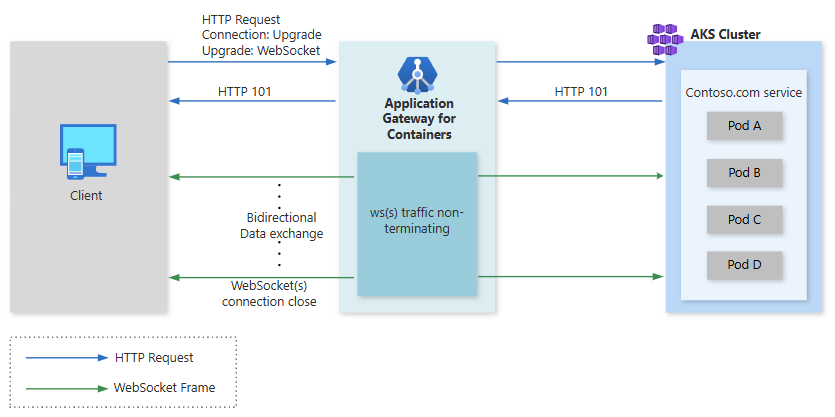 HTTP Request
Connection: Upgrade
Upgrade: WebSocket
AKS Cluster
HTTP 101
HTTP 101
Application
Gateway for
Containers
Contoso.com service
Pod A
Pod B
Pod C
Pod D
Client
ws(s) traffic non-
terminating
Bidirectional
Data exchange
WebSocket(s)
connection close
HTTP Request
WebSocket Frame